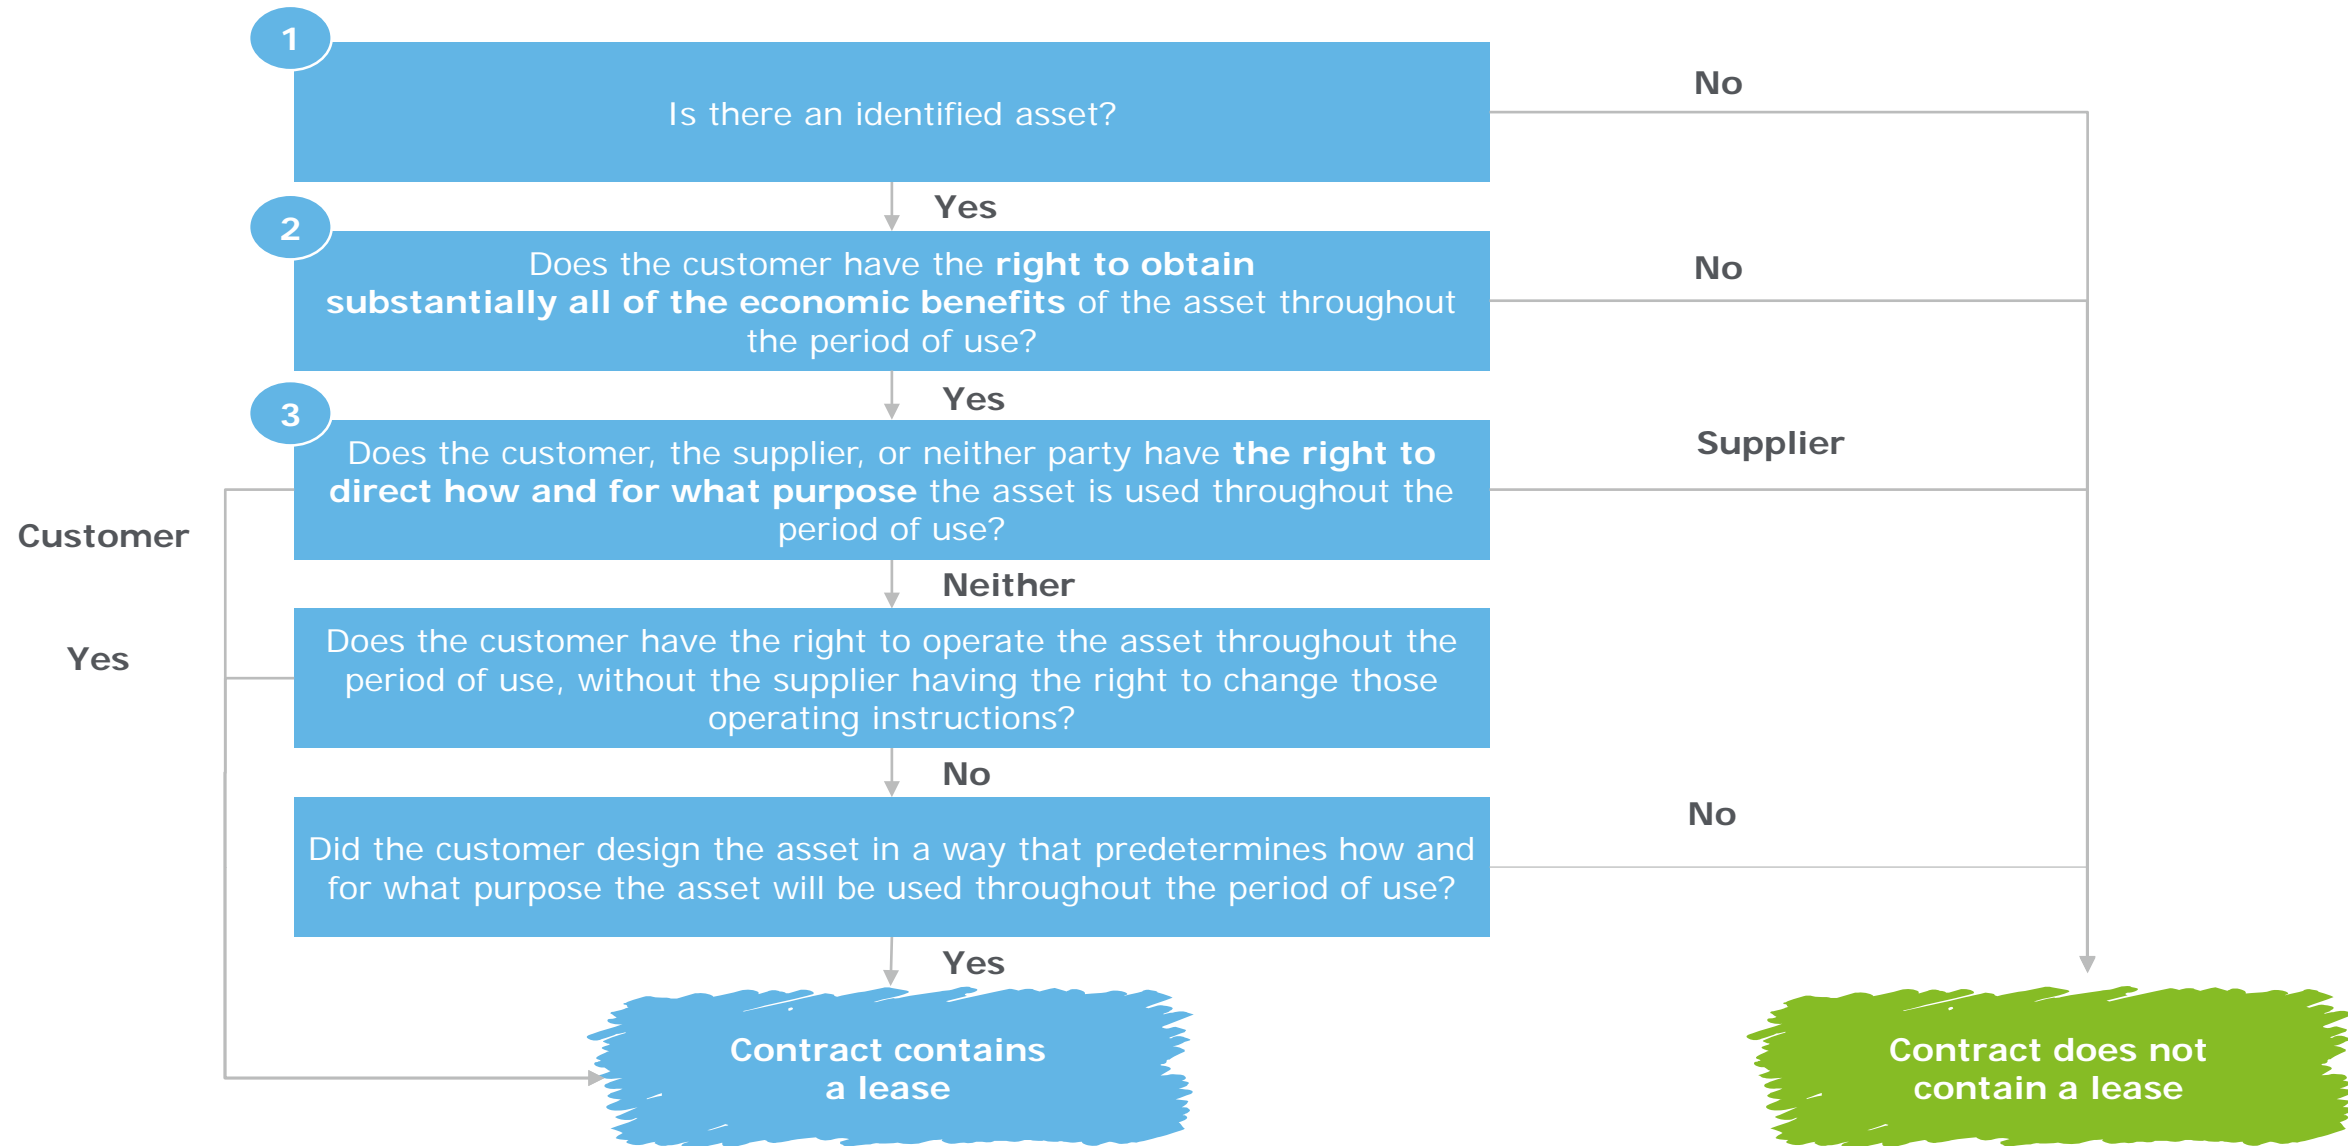 1
Is there an identified asset?
No
Yes
2
Does the customer have the right to obtain
substantially all of the economic benefits of the asset throughout
the period of use?
No
Yes
3
Does the customer, the supplier, or neither party have the right to
direct how and for what purpose the asset is used throughout the
period of use?
Supplier
Customer
Neither
Does the customer have the right to operate the asset throughout the
period of use, without the supplier having the right to change those
operating instructions?
Yes
No
Did the customer design the asset in a way that predetermines how and
for what purpose the asset will be used throughout the period of use?
No
Yes
Contract contains
a lease
Contract does not
contain a lease